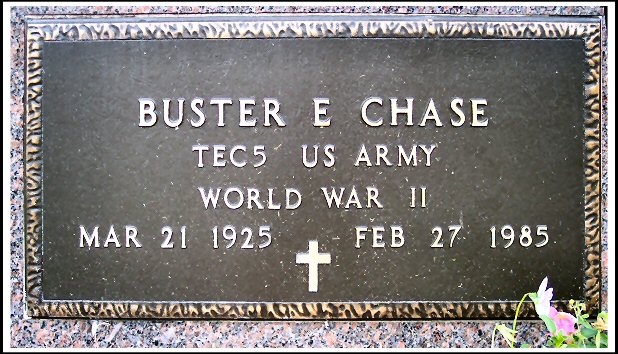 BUSTER E CHASE
TEC5 US ARMY
WORLD WAR II
MAR 21 1925 FEB 27 1985